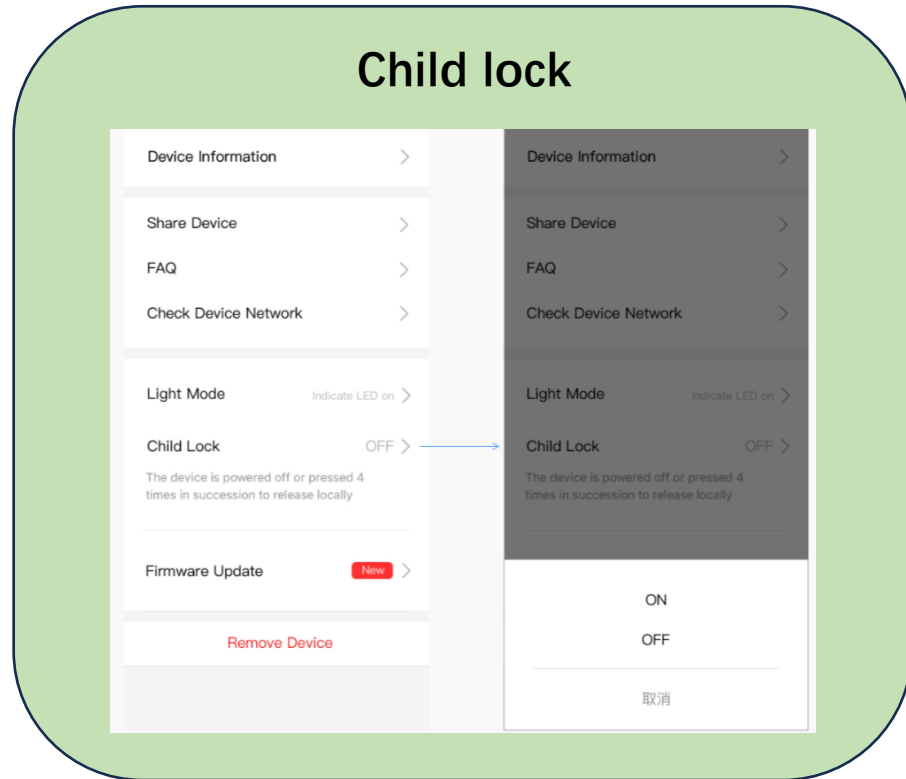 Child lock
Device Information
Share Device
FAQ
Check Device Network
Light Mode
Indicate LED on
Child Lock
OFF
The device is powered off or pressed 4
times in succession to release locally
Firmware Update
New
Remove Device
Device Information
Share Device
FAQ
Check Device Network
Light Mode
Indicate LED on
Child Lock
OFF
The device is powered off or pressed 4
times in succession to release locally
ON
OFF
取消